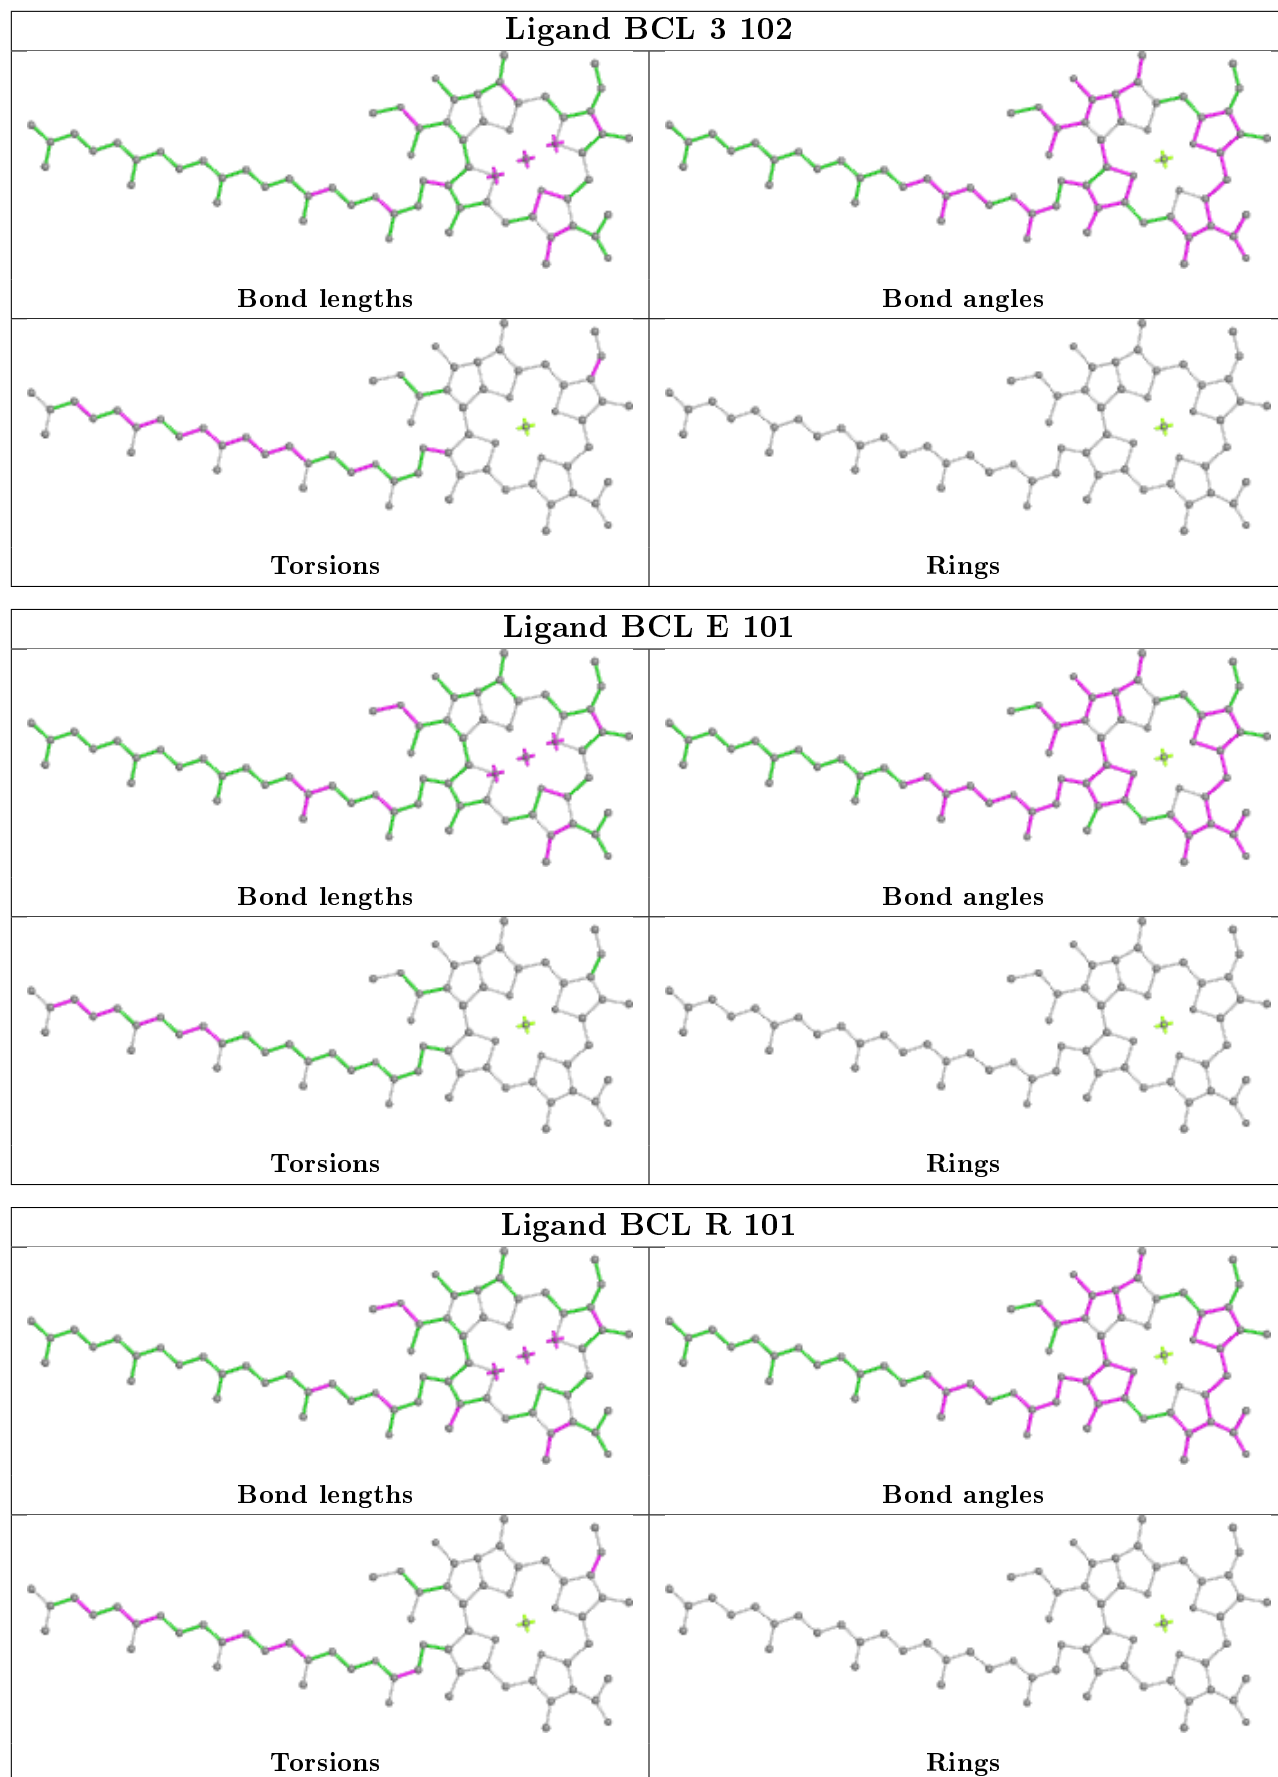 Ligand BCL 3 102
Bond lengths
Bond angles
Torsions
Rings
Ligand BCL E 101
Bond lengths
Bond angles
Torsions
Rings
Ligand BCL R 101
Bond lengths
Bond angles
Torsions
Rings